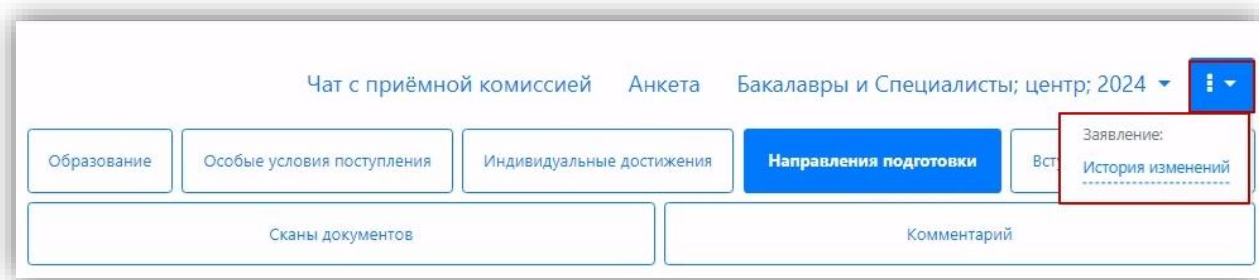 Чат с приёмной комиссией Анкета Бакалавры и Специалисты; центр; 2024
Заявление:
Образование Особые условия поступления Индивидуальные достижения Направления подготовки
История изменений
Сканы документов Комментарий